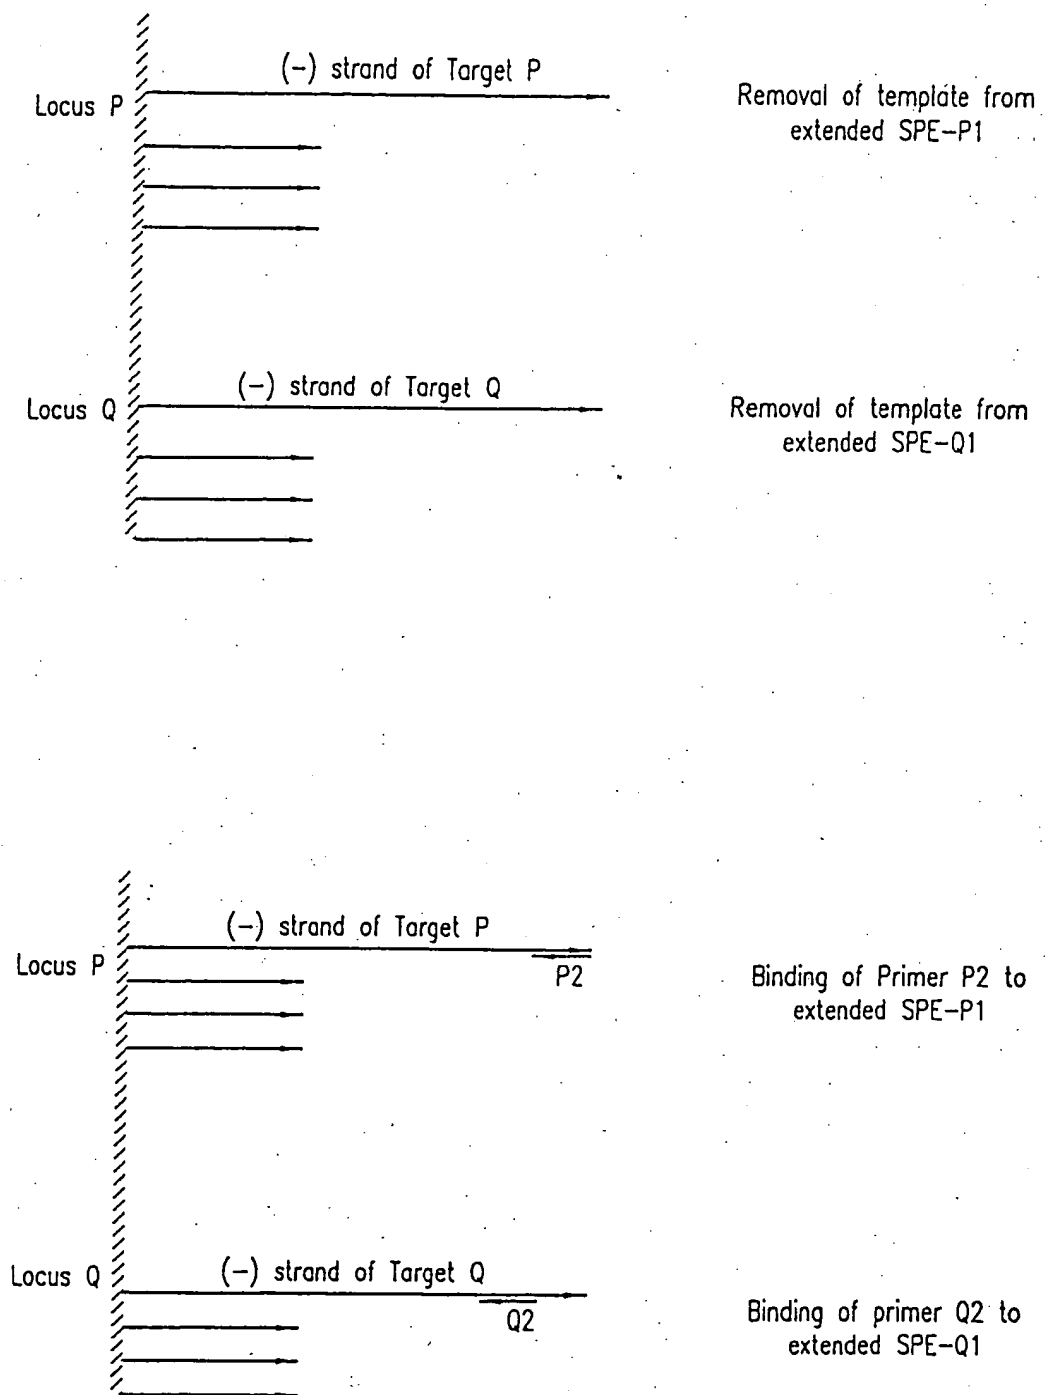 (-) strand of Target P
Locus P
Removal of template from
extended SPE-P1
(-) strand of Target Q
Locus Q
Removal of template from
extended SPE-Q1
(-) strand of Target P
Locus P
P2
Binding of Primer P2 to
extended SPE-P1
(-) strand of Target Q
Locus Q
Q2
Binding of primer Q2 to
extended SPE-Q1